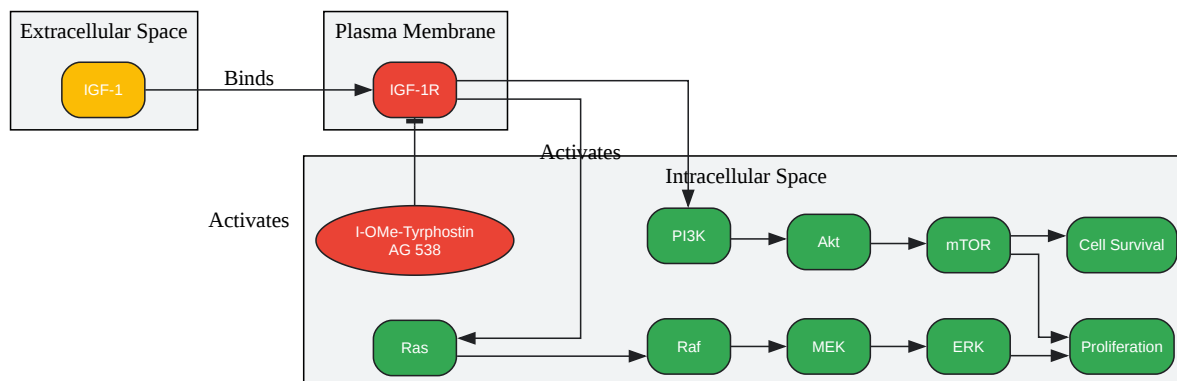 Extracellular Space
Plasma Membrane
IGF-1
Binds
IGF-1R
Activates
Intracellular Space
Activates
I-OMe-Tyrphostin
AG 538
PI3K
Akt
mTOR
Cell Survival
Ras
Raf
MEK
ERK
Proliferation